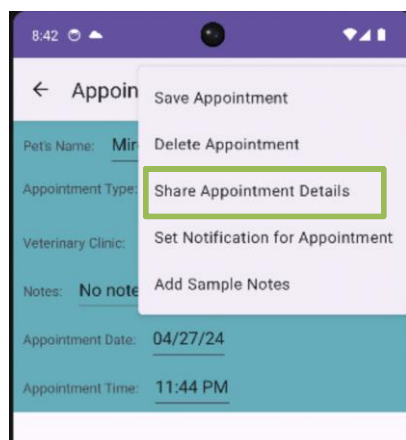 8:42
Appoin
Save Appointment
Pet's Name: Mir
Delete Appointment
Appointment Type:
Share Appointment Details
Veterinary Clinic:
Set Notification for Appointment
Notes: No note
Add Sample Notes
Appointment Date: 04/27/24
Appointment Time: 11:44 PM